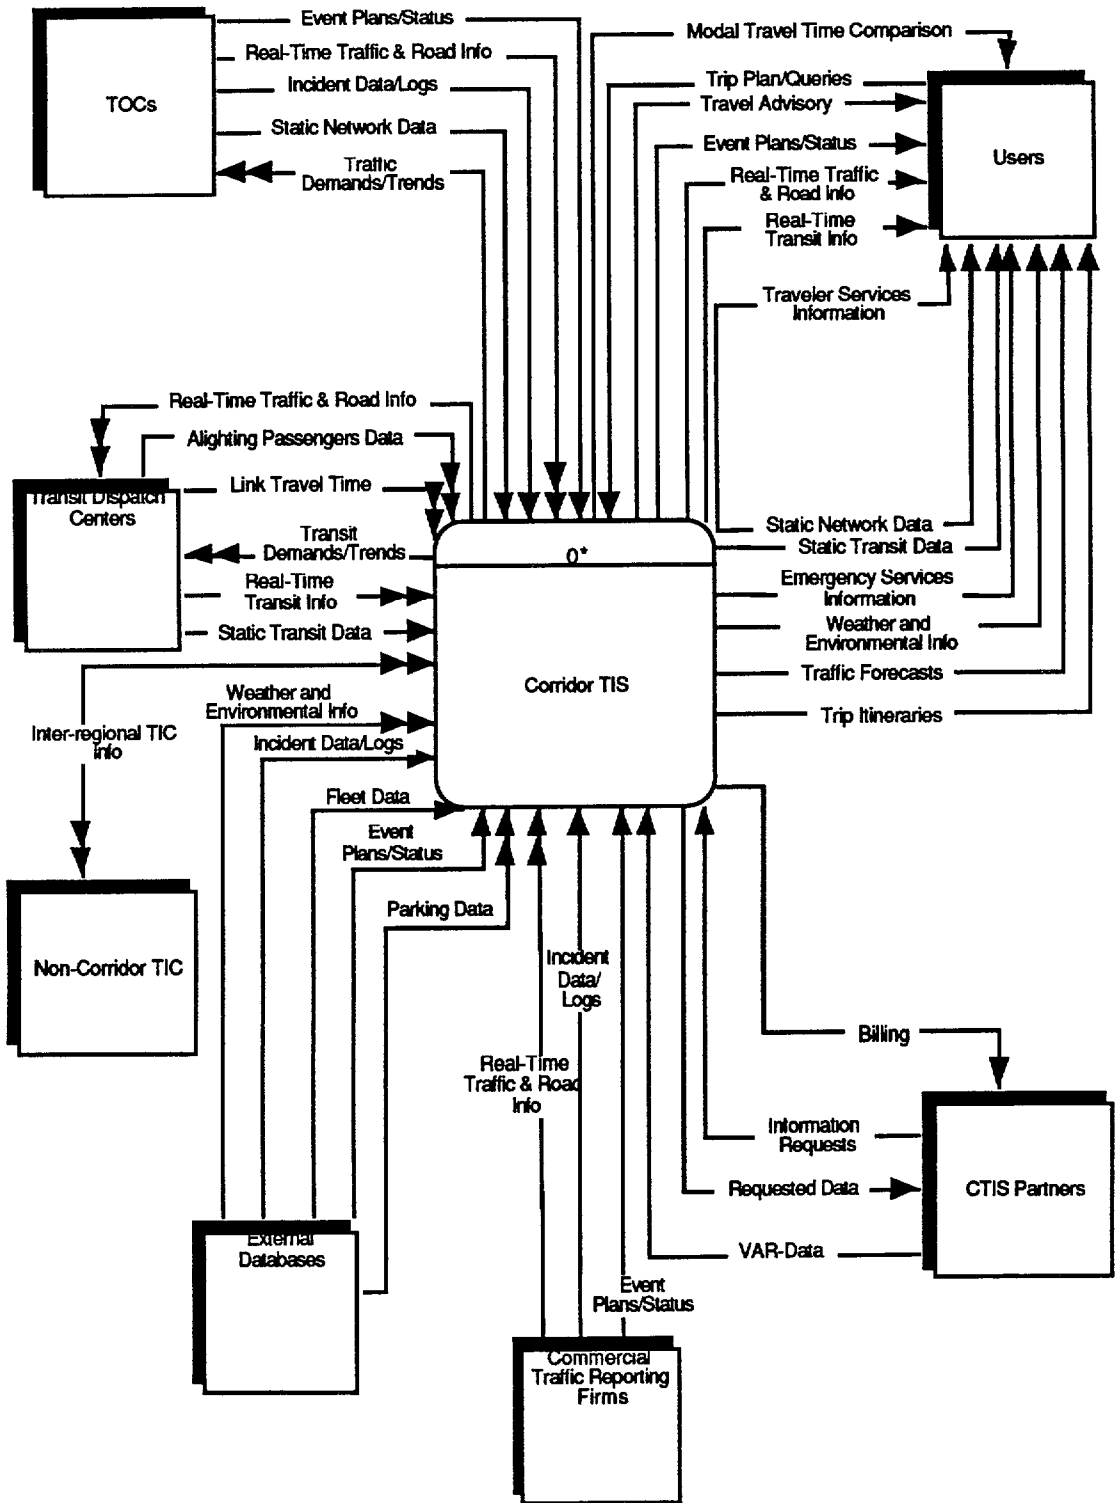 Event Plans/Status
Real-Time Traffic & Road Info
Incident Data/Logs
Static Network Data
Traffic
Demands/Trends
TOCs
Modal Travel Time Comparison
Trip Plan/Queries
Travel Advisory
Event Plans/Status
Real-Time Traffic
& Road Info
Real-Time
Transit Info
Users
Traveler Services
Information
Real-Time Traffic & Road Info
Alighting Passengers Data
Link Travel Time
Transit
Demands/Trends
Real-Time
Transit Info
Static Transit Data
Transit Dispatch
Centers
0*
Corridor TIS
Static Network Data
Static Transit Data
Emergency Services
Information
Weather and
Environmental Info
Traffic Forecasts
Trip Itineraries
Inter-regional TIC
Info
Weather and
Environmental Info
Incident Data/Logs
Fleet Data
Event
Plans/Status
Parking Data
Non-Corridor TIC
Incident
Data/
Logs
Real-Time
Traffic & Road
Info
Billing
Information
Requests
Requested Data
VAR-Data
CTIS Partners
External
Databases
Event
Plans/Status
Commercial
Traffic Reporting
Firms